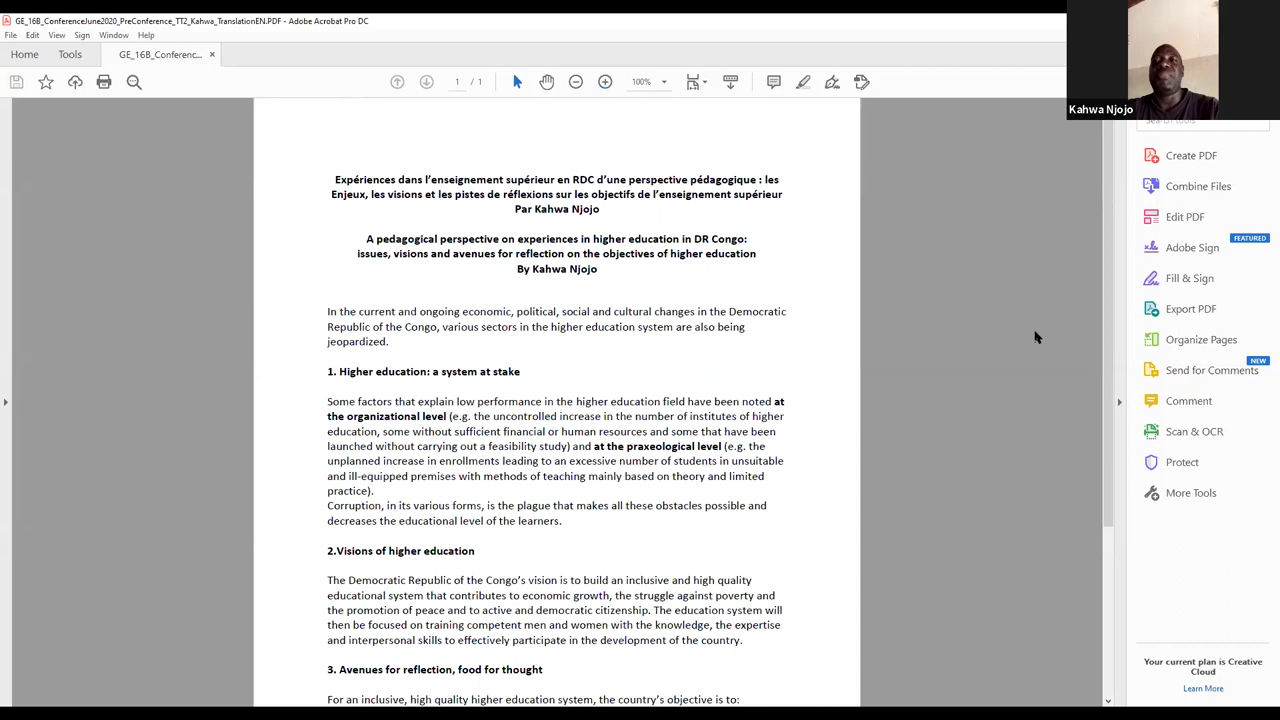 GE_16B_ConferenceJune2020_PreConference_TT2_Kahwa_TranslationEN.PDF - Adobe Acrobat Pro DC
File Edit View Sign Window Help
Home Tools GE_16B_Conferenc... ×
1 / 1 100%
Kahwa Njojo
Search tools
Create PDF
Combine Files
Edit PDF
Adobe Sign
FEATURED
Fill & Sign
Export PDF
Organize Pages
Send for Comments
NEW
Comment
Scan & OCR
Protect
More Tools
Your current plan is Creative
Cloud
Learn More
Expériences dans l’enseignement supérieur en RDC d’une perspective pédagogique : les
Enjeux, les visions et les pistes de réflexions sur les objectifs de l’enseignement supérieur
Par Kahwa Njojo
A pedagogical perspective on experiences in higher education in DR Congo:
issues, visions and avenues for reflection on the objectives of higher education
By Kahwa Njojo
In the current and ongoing economic, political, social and cultural changes in the Democratic
Republic of the Congo, various sectors in the higher education system are also being
jeopardized.
1. Higher education: a system at stake
Some factors that explain low performance in the higher education field have been noted at
the organizational level (e.g. the uncontrolled increase in the number of institutes of higher
education, some without sufficient financial or human resources and some that have been
launched without carrying out a feasibility study) and at the praxeological level (e.g. the
unplanned increase in enrollments leading to an excessive number of students in unsuitable
and ill-equipped premises with methods of teaching mainly based on theory and limited
practice).
Corruption, in its various forms, is the plague that makes all these obstacles possible and
decreases the educational level of the learners.
2.Visions of higher education
The Democratic Republic of the Congo’s vision is to build an inclusive and high quality
educational system that contributes to economic growth, the struggle against poverty and
the promotion of peace and to active and democratic citizenship. The education system will
then be focused on training competent men and women with the knowledge, the expertise
and interpersonal skills to effectively participate in the development of the country.
3. Avenues for reflection, food for thought
For an inclusive, high quality higher education system, the country’s objective is to: